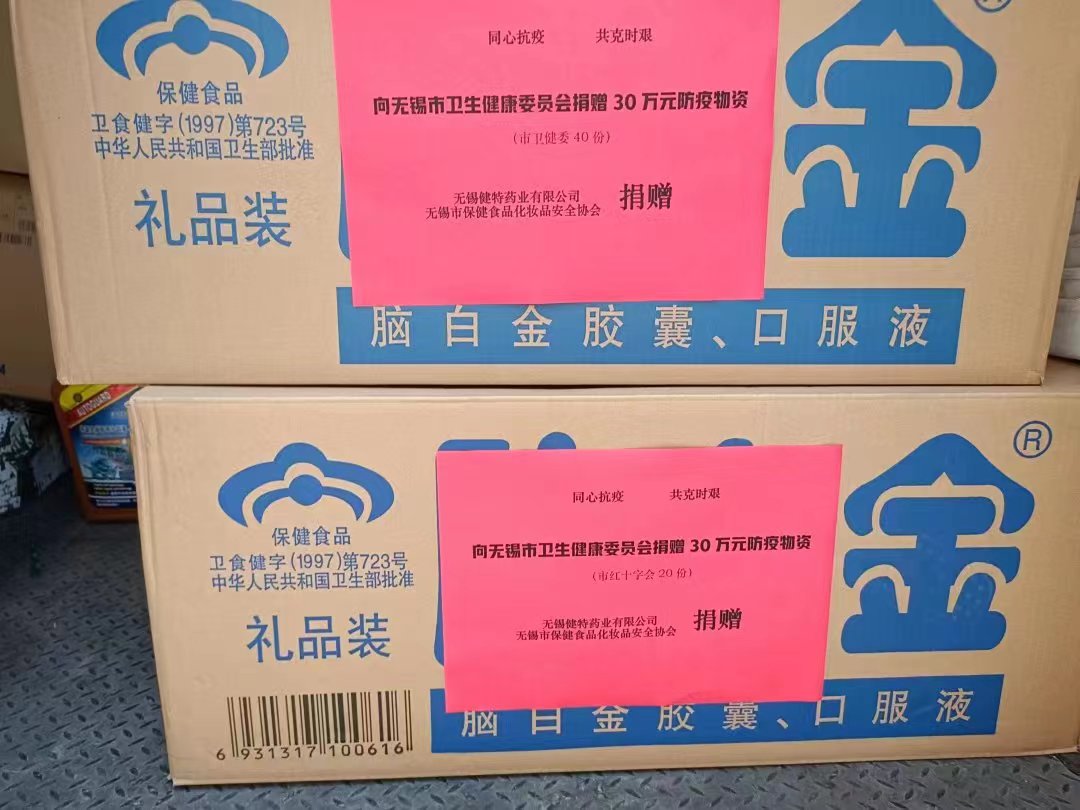 保健食品
卫食健字(1997)第723号
中华人民共和国卫生部批准
礼品装
同心抗疫 共克时艰
向无锡市卫生健康委员会捐赠 30 万元防疫物资
(市卫健委 40 份)
无锡健特药业有限公司
无锡市保健食品化妆品安全协会
捐赠
金
脑白金胶囊、口服液
AUTOGUARD
保健食品
卫食健字(1997)第723号
中华人民共和国卫生部批准
礼品装
同心抗疫 共克时艰
向无锡市卫生健康委员会捐赠 30 万元防疫物资
(市红十字会 20 份)
无锡健特药业有限公司
无锡市保健食品化妆品安全协会
捐赠
金®
脑白金胶囊、口服液
6 931317 100616